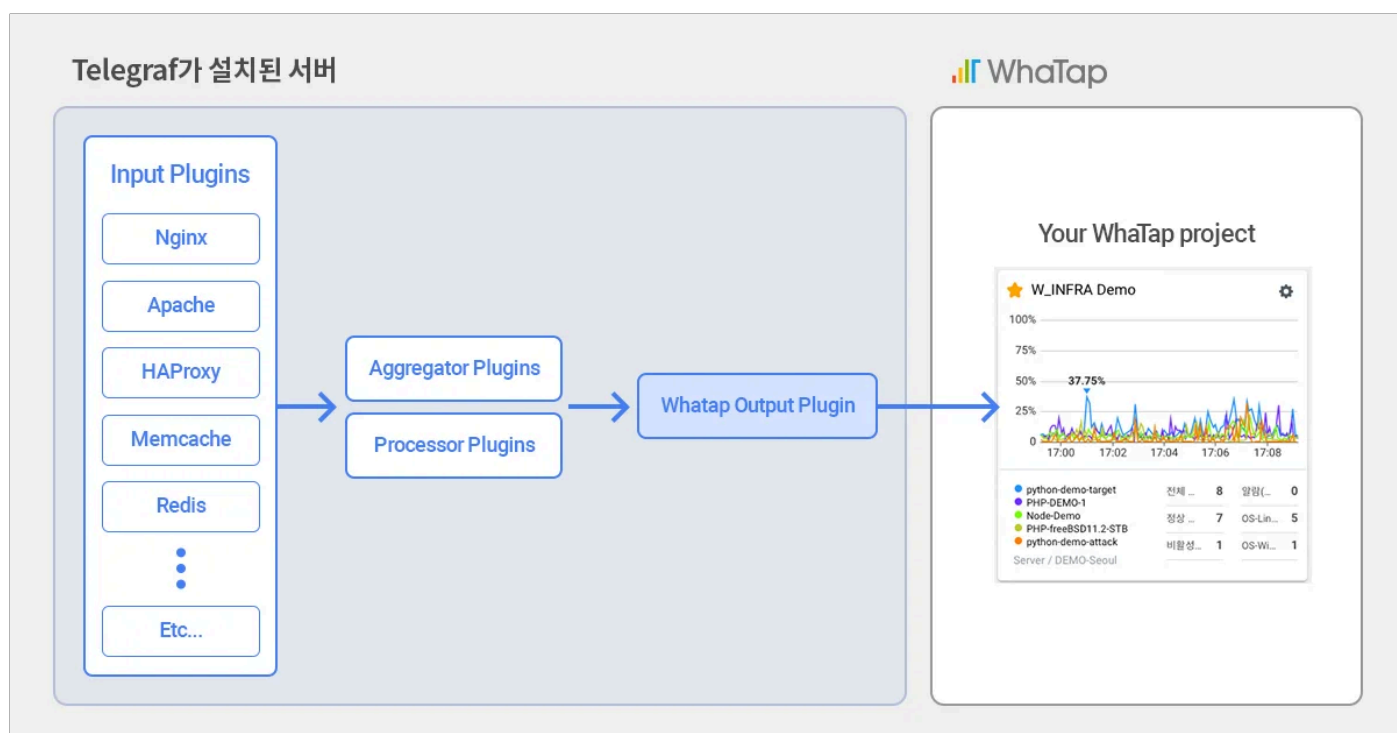 Telegraf가 설치된 서버
WhaTap
Input Plugins
Nginx
Apache
HAProxy
Memcache
Redis
Etc...
Aggregator Plugins
Processor Plugins
Whatap Output Plugin
Your WhaTap project
W_INFRA Demo
100%
75%
50%
37.75%
25%
0
17:00 17:02 17:04 17:06 17:08
python-demo-target
PHP-DEMO-1
Node-Demo
PHP-freeBSD11.2-STB
python-demo-attack
Server / DEMO-Seoul
전체 ... 8 알람(... 0
정상 ... 7 OS-Lin... 5
비활성... 1 OS-Wi... 1